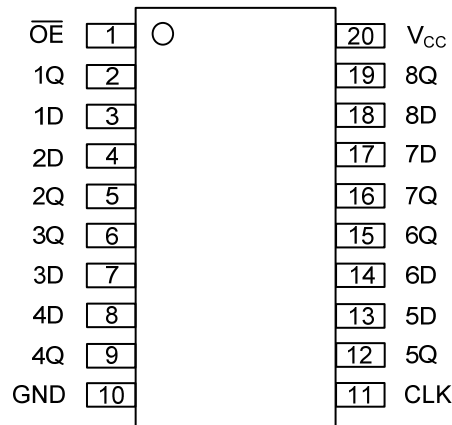 O̅E̅ 1 20 VCC
1Q 2 19 8Q
1D 3 18 8D
2D 4 17 7D
2Q 5 16 7Q
3Q 6 15 6Q
3D 7 14 6D
4D 8 13 5D
4Q 9 12 5Q
GND 10 11 CLK